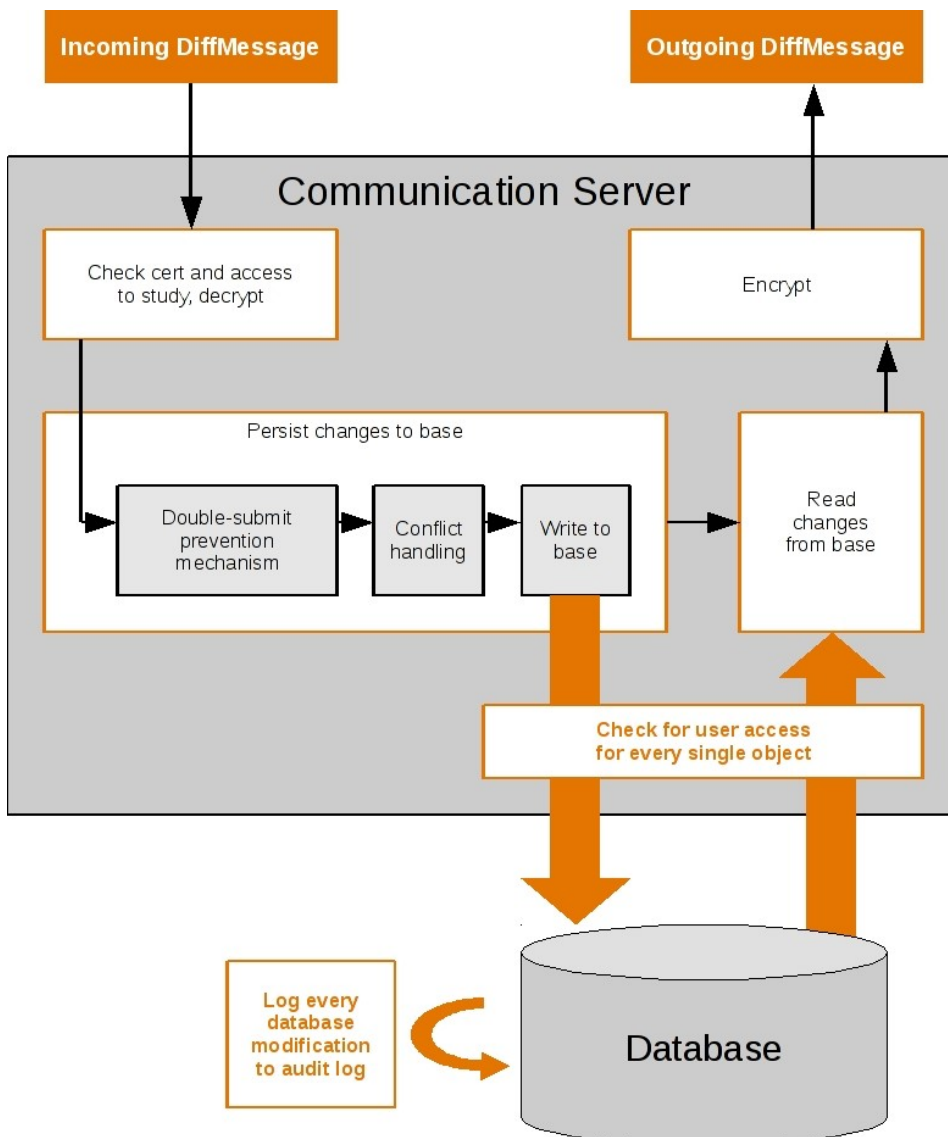 Incoming DiffMessage
Outgoing DiffMessage
Communication Server
Check cert and access
to study, decrypt
Encrypt
Persist changes to base
Double-submit
prevention
mechanism
Conflict
handling
Write to
base
Read
changes
from base
Check for user access
for every single object
Log every
database
modification
to audit log
Database